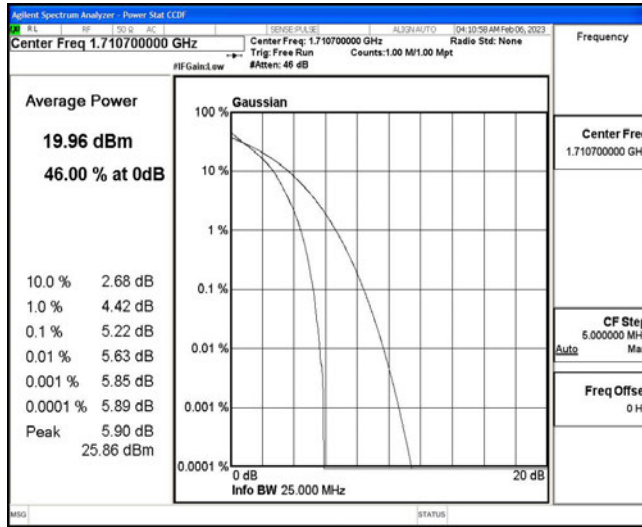 Agilent Spectrum Analyzer - Power Stat CCDF
RL RF 50 Ω AC SENSE:PULSE ALIGN AUTO 04:10:58 AM Feb 06, 2023
Center Freq 1.710700000 GHz
Center Freq: 1.710700000 GHz Radio Std: None
Trig: Free Run Counts:1.00 M/1.00 Mpt
#IFGain:Low #Atten: 46 dB
Frequency
Average Power
19.96 dBm
46.00 % at 0dB
10.0 % 2.68 dB
1.0 % 4.42 dB
0.1 % 5.22 dB
0.01 % 5.63 dB
0.001 % 5.85 dB
0.0001 % 5.89 dB
Peak 5.90 dB
25.86 dBm
Gaussian
100 %
10 %
1 %
0.1 %
0.01 %
0.001 %
0.0001 %
0 dB 20 dB
Info BW 25.000 MHz
Center Fre
1.710700000 GH
CF Ste
5.000000 MH
Auto Ma
Freq Offse
0 H
MSG STATUS